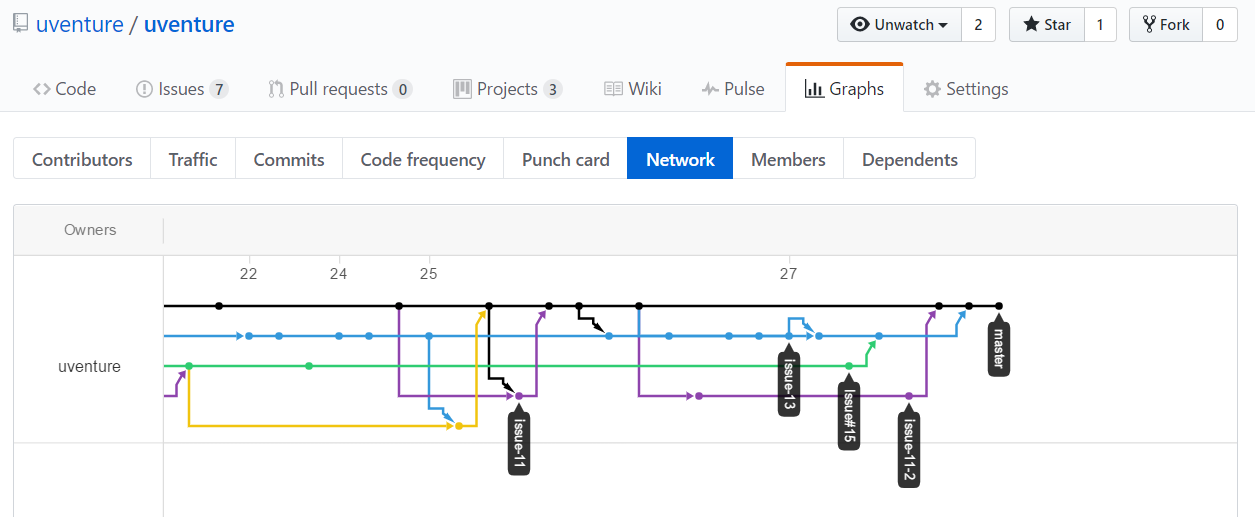 uventure / uventure
Unwatch 2 Star 1 Fork 0
Code Issues 7 Pull requests 0 Projects 3 Wiki Pulse Graphs Settings
Contributors Traffic Commits Code frequency Punch card Network Members Dependents
Owners
22 24 25 27
uventure
master
issue-13
Issue#15
issue-11
issue-11-2